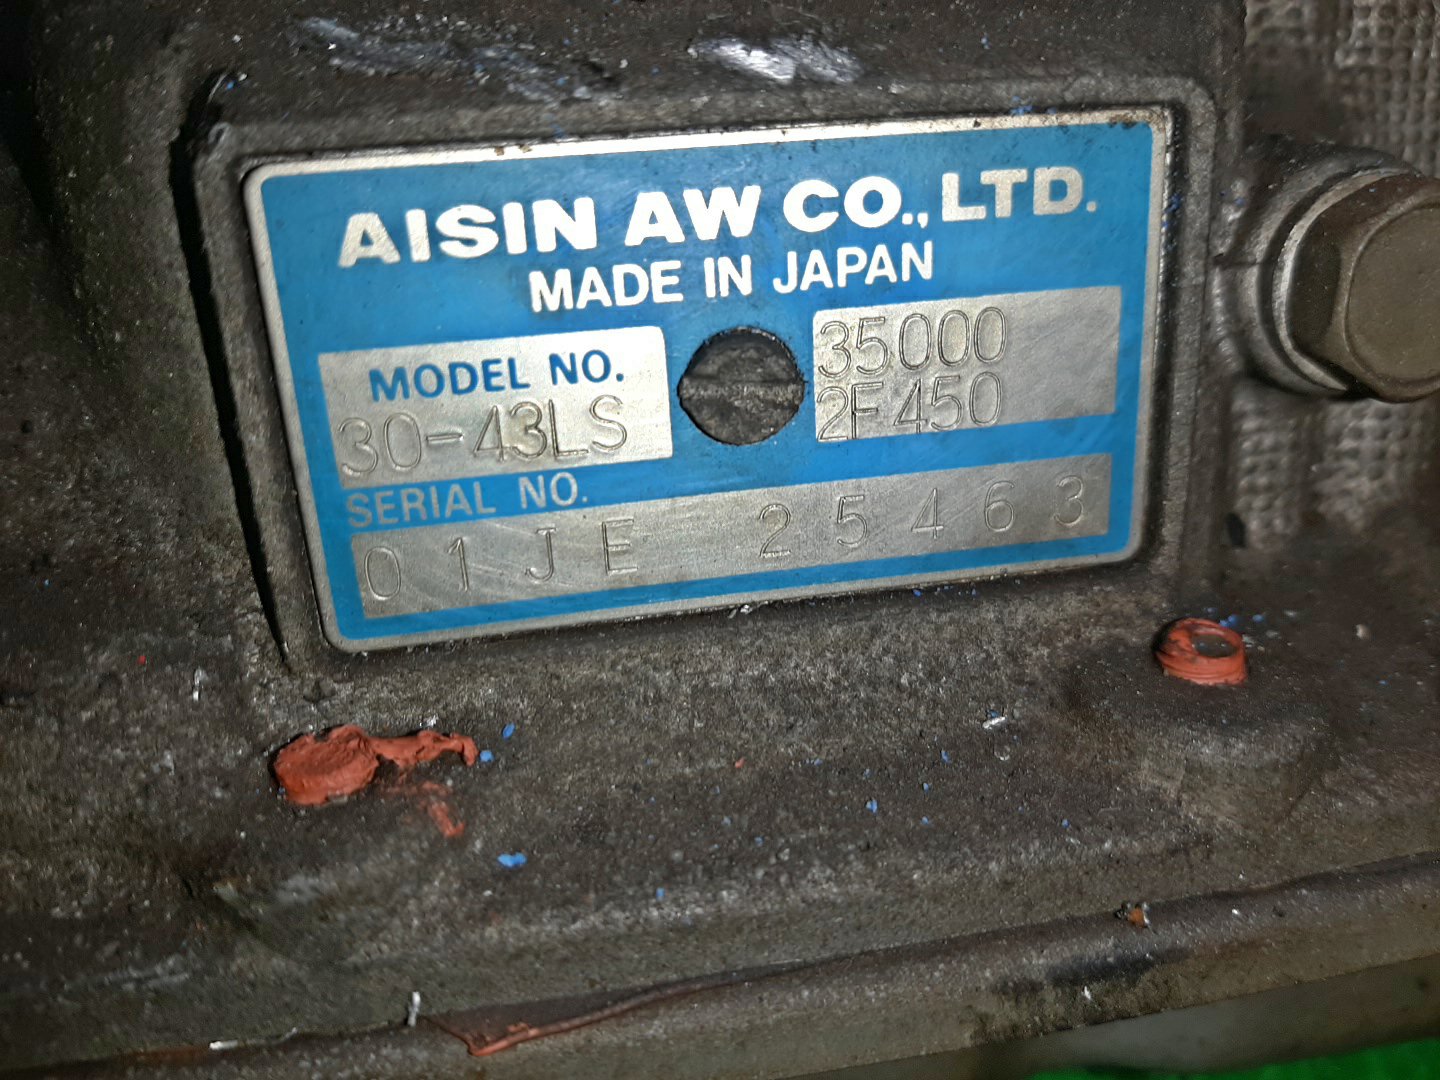 AISIN AW CO., LTD.
MADE IN JAPAN
MODEL NO.
30-43LS
35000
2F450
SERIAL NO.
01JE 25463